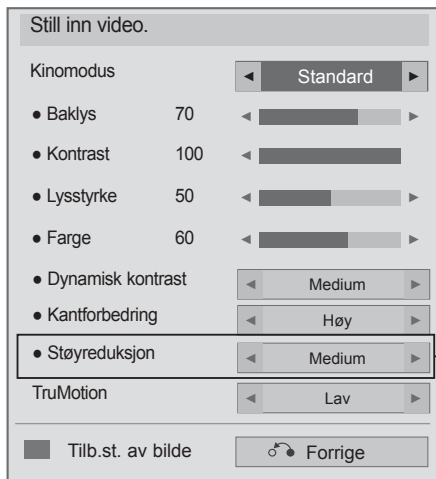 Still inn video.
Kinomodus ◄ Standard ►
● Baklys 70 ◄ ►
● Kontrast 100 ◄
● Lysstyrke 50 ◄ ►
● Farge 60 ◄ ►
● Dynamisk kontrast ◄ Medium ►
● Kantforbedring ◄ Høy ►
● Støyreduksjon ◄ Medium ►
TruMotion ◄ Lav ►
Tilb.st. av bilde Forrige